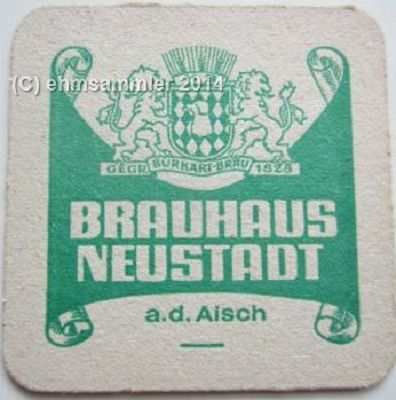 (C) ehmsammler 2014
GEGR. BURKART-BRÄU 1828
BRAUHAUS
NEUSTADT
a.d. Aisch